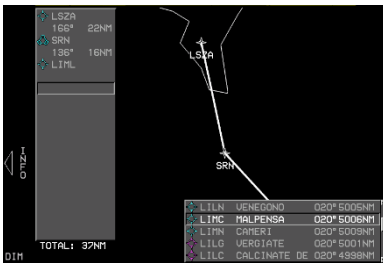 LSZA
166° 22NM
SRN
136° 16NM
LIML
TOTAL: 37NM
INFO
DIM
LSZA
SRN
LILN VENEGONO 020° 5005NM
LIMC MALPENSA 020° 5006NM
LIMN CAMERI 020° 5009NM
LILG VERGIATE 020° 5001NM
LILC CALCINATE DE 020° 4998NM